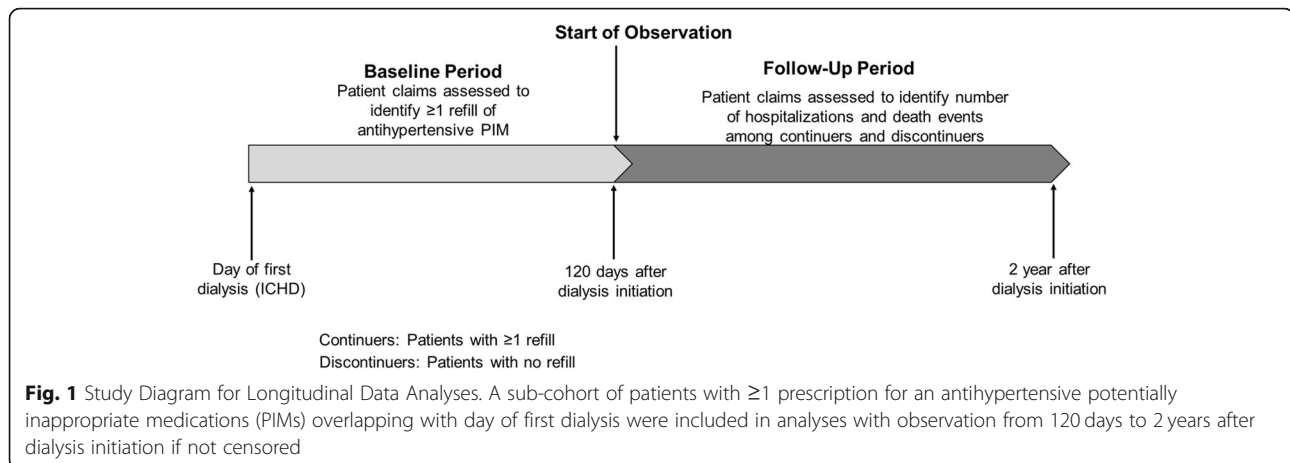 Start of Observation
Baseline Period
Patient claims assessed to
identify ≥1 refill of
antihypertensive PIM
Follow-Up Period
Patient claims assessed to identify number
of hospitalizations and death events
among continuers and discontinuers
Day of first
dialysis (ICHD)
120 days after
dialysis initiation
2 year after
dialysis initiation
Continuers: Patients with ≥1 refill
Discontinuers: Patients with no refill
Fig. 1 Study Diagram for Longitudinal Data Analyses. A sub-cohort of patients with ≥1 prescription for an antihypertensive potentially
inappropriate medications (PIMs) overlapping with day of first dialysis were included in analyses with observation from 120 days to 2 years after
dialysis initiation if not censored